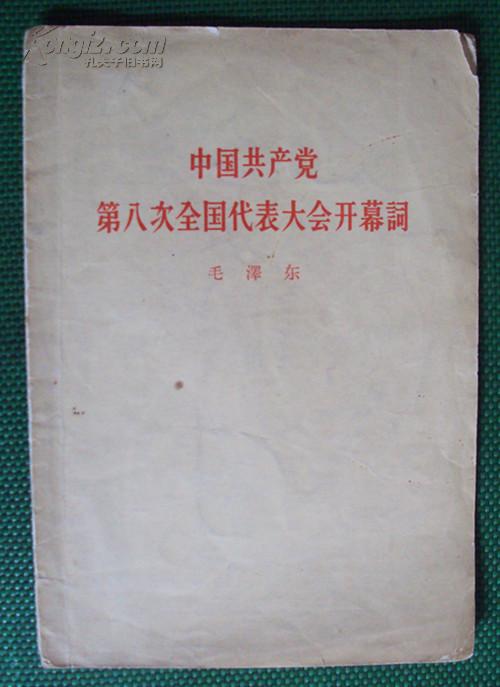 Kongfz.com
孔夫子旧书网
中国共产党
第八次全国代表大会开幕詞
毛澤东